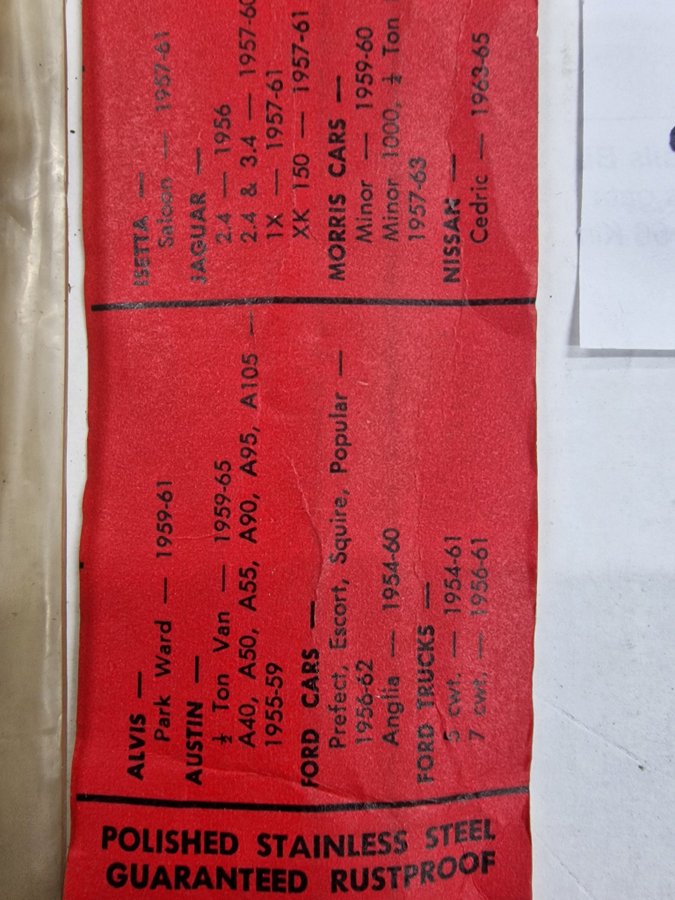 POLISHED STAINLESS STEEL
GUARANTEED RUSTPROOF
ALVIS —
Park Ward — 1959-61
AUSTIN —
½ Ton Van — 1959-65
A40, A50, A55, A90, A95, A105 —
1955-59
FORD CARS —
Prefect, Escort, Squire, Popular —
1956-62
Anglia — 1954-60
FORD TRUCKS —
5 cwt. — 1954-61
7 cwt. — 1956-61
ISETTA —
Saloon — 1957-61
JAGUAR —
2.4 — 1956
2.4 & 3.4 — 1957-60
1X — 1957-61
XK 150 — 1957-61
MORRIS CARS —
Minor — 1959-60
Minor 1000, ½ Ton
1957-63
NISSAN —
Cedric — 1963-65